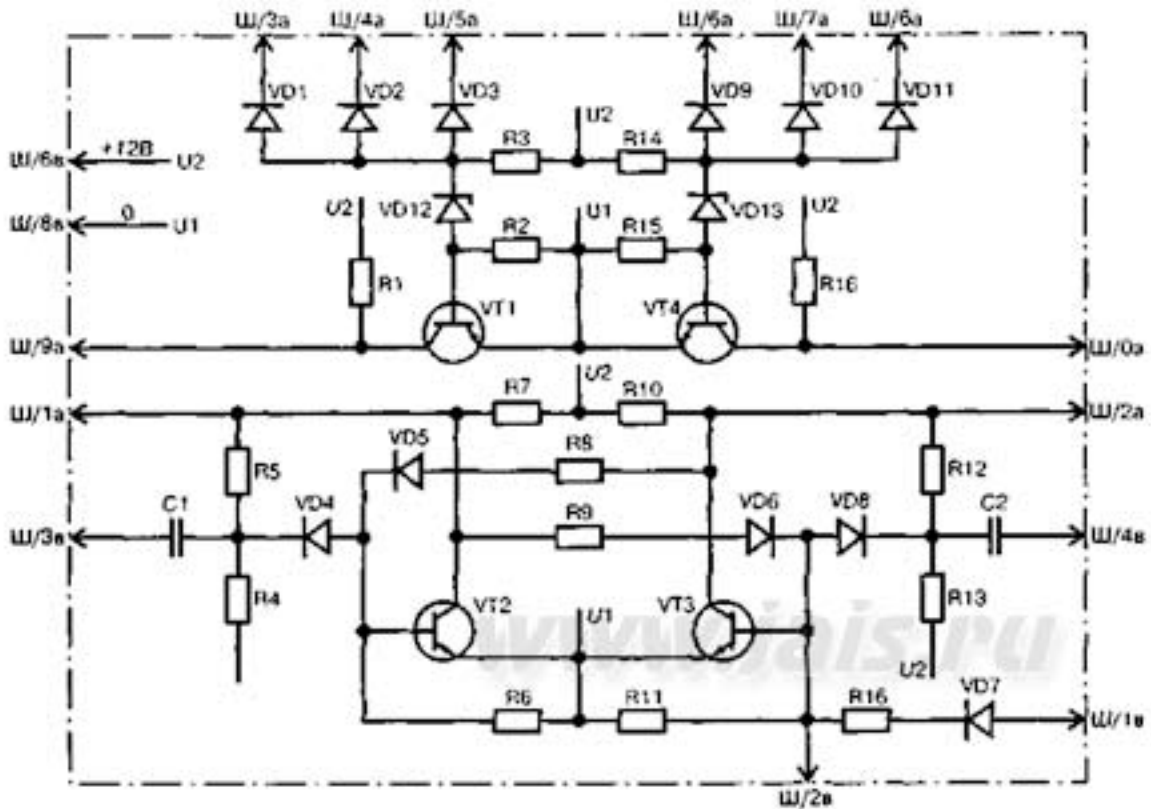 Ш/3а Ш/4а Ш/5а Ш/6а Ш/7а Ш/6а
VD1 VD2 VD3 VD9 VD10 VD11
U2
R3 R14
Ш/6в +12В U2
Ш/8в 0 U1
U2 VD12 U1 VD13 U2
R2 R15
R1 R16
VT1 VT4
Ш/9а Ш/0а
U2
R7 R10
Ш/1а Ш/2а
VD5 R8
R5 R12
C1 VD4 R9 VD6 VD8 C2
Ш/3в Ш/4в
R4 VT2 U1 VT3 R13
www.jais.ru
U2
R6 R11 R16 VD7
Ш/1в
Ш/2в